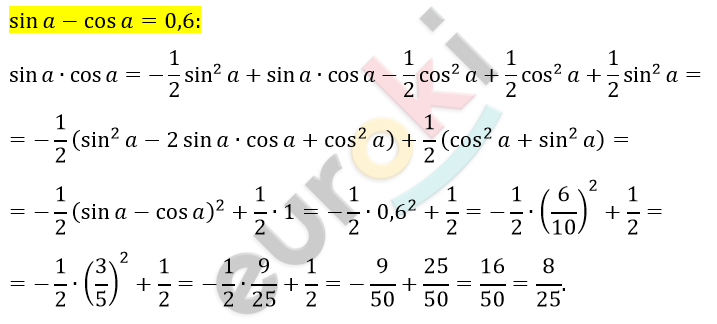 sin a − cos a = 0,6:
sin a · cos a = −1/2 sin² a + sin a · cos a − 1/2 cos² a + 1/2 cos² a + 1/2 sin² a =
= −1/2 (sin² a − 2 sin a · cos a + cos² a) + 1/2 (cos² a + sin² a) =
= −1/2 (sin a − cos a)² + 1/2 · 1 = −1/2 · 0,6² + 1/2 = −1/2 · (6/10)² + 1/2 =
= −1/2 · (3/5)² + 1/2 = −1/2 · 9/25 + 1/2 = −9/50 + 25/50 = 16/50 = 8/25.
euroki